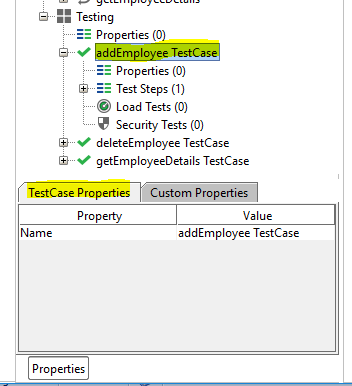 getEmployeeDetails
Testing
Properties (0)
addEmployee TestCase
Properties (0)
Test Steps (1)
Load Tests (0)
Security Tests (0)
deleteEmployee TestCase
getEmployeeDetails TestCase
TestCase Properties Custom Properties
Property Value
Name addEmployee TestCase
Properties